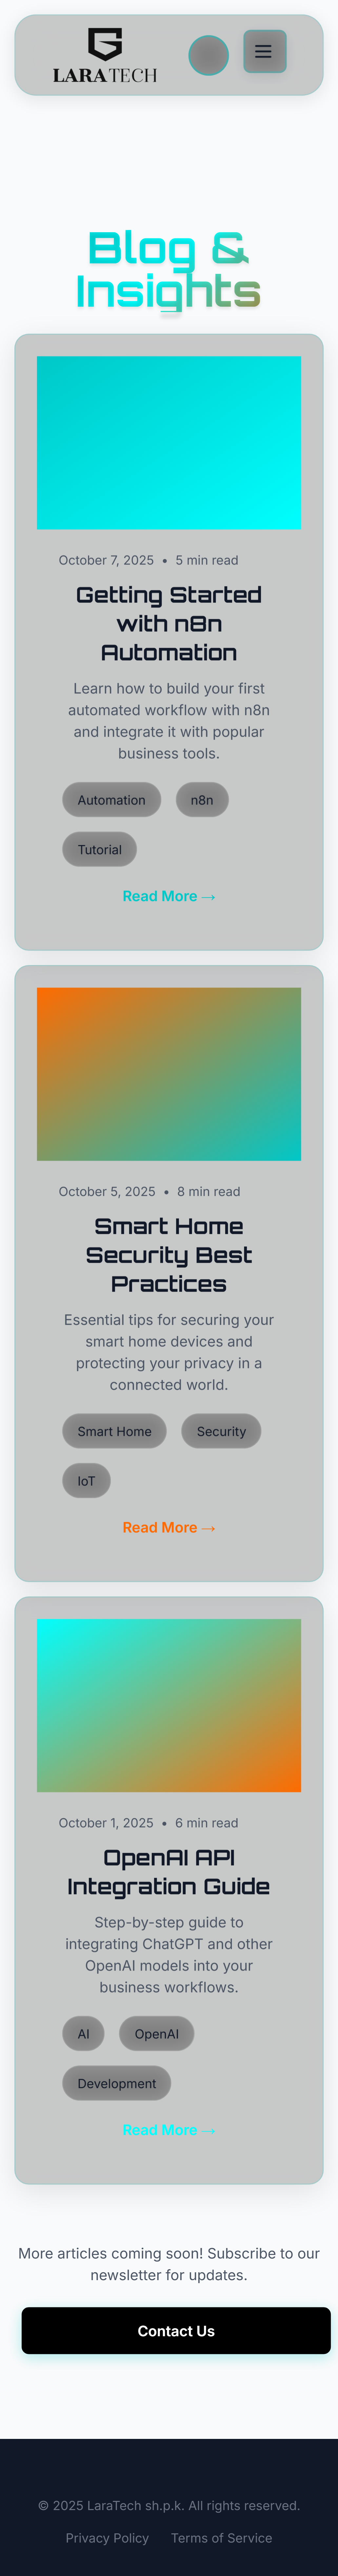 LARATECH
Blog &
Insights
October 7, 2025 • 5 min read
Getting Started
with n8n
Automation
Learn how to build your first
automated workflow with n8n
and integrate it with popular
business tools.
Automation n8n
Tutorial
Read More →
October 5, 2025 • 8 min read
Smart Home
Security Best
Practices
Essential tips for securing your
smart home devices and
protecting your privacy in a
connected world.
Smart Home Security
IoT
Read More →
October 1, 2025 • 6 min read
OpenAI API
Integration Guide
Step-by-step guide to
integrating ChatGPT and other
OpenAI models into your
business workflows.
AI OpenAI
Development
Read More →
More articles coming soon! Subscribe to our
newsletter for updates.
Contact Us
© 2025 LaraTech sh.p.k. All rights reserved.
Privacy Policy Terms of Service